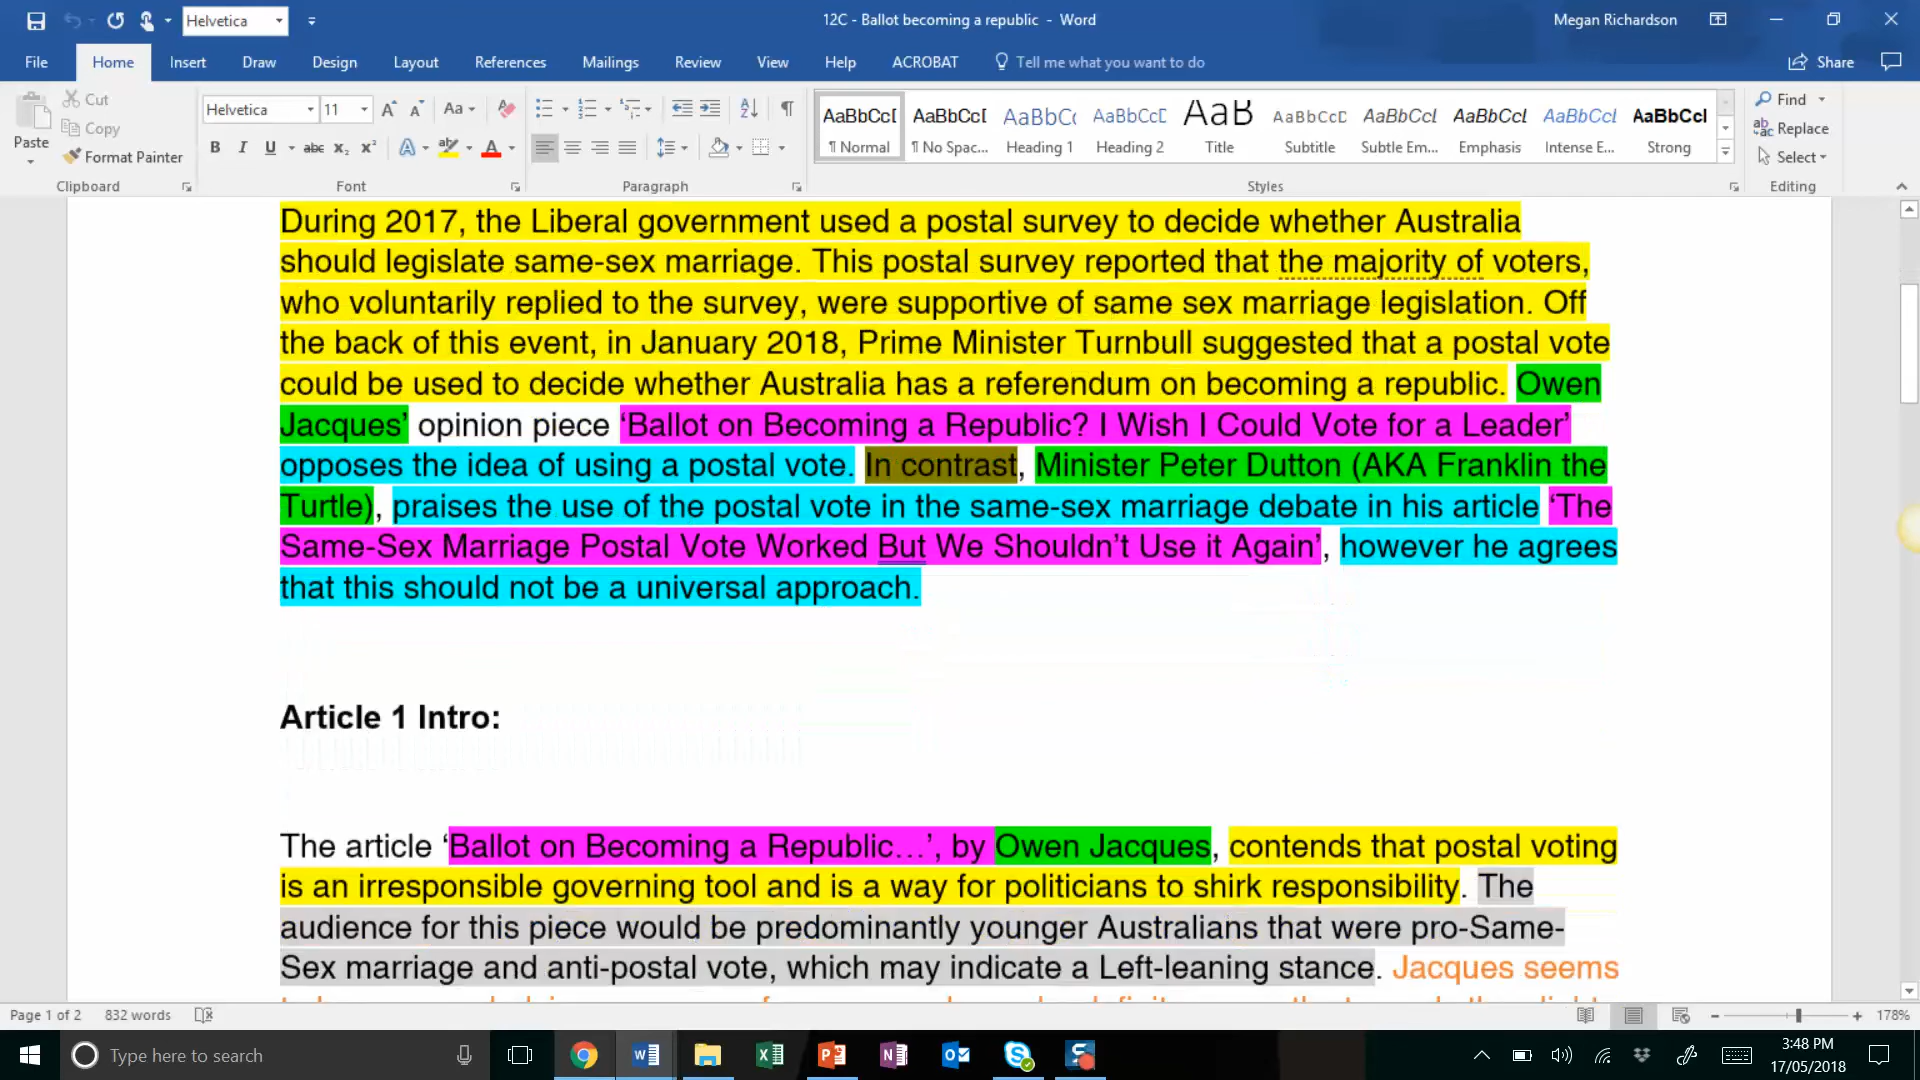 Helvetica
12C - Ballot becoming a republic - Word
Megan Richardson
File Home Insert Draw Design Layout References Mailings Review View Help ACROBAT Tell me what you want to do Share
Paste
Cut
Copy
Format Painter
Clipboard
Helvetica 11
Font
Paragraph
AaBbCcD AaBbCcD AaBbCc AaBbCcD AaB AaBbCcD AaBbCcI AaBbCcL AaBbCcL AaBbCcl
¶ Normal ¶ No Spac... Heading 1 Heading 2 Title Subtitle Subtle Em... Emphasis Intense E... Strong
Styles
Find
Replace
Select
Editing
During 2017, the Liberal government used a postal survey to decide whether Australia
should legislate same-sex marriage. This postal survey reported that the majority of voters,
who voluntarily replied to the survey, were supportive of same sex marriage legislation. Off
the back of this event, in January 2018, Prime Minister Turnbull suggested that a postal vote
could be used to decide whether Australia has a referendum on becoming a republic. Owen
Jacques’ opinion piece ‘Ballot on Becoming a Republic? I Wish I Could Vote for a Leader’
opposes the idea of using a postal vote. In contrast, Minister Peter Dutton (AKA Franklin the
Turtle), praises the use of the postal vote in the same-sex marriage debate in his article ‘The
Same-Sex Marriage Postal Vote Worked But We Shouldn’t Use it Again’, however he agrees
that this should not be a universal approach.
Article 1 Intro:
The article ‘Ballot on Becoming a Republic…’, by Owen Jacques, contends that postal voting
is an irresponsible governing tool and is a way for politicians to shirk responsibility. The
audience for this piece would be predominantly younger Australians that were pro-Same-
Sex marriage and anti-postal vote, which may indicate a Left-leaning stance. Jacques seems
Page 1 of 2 832 words
178%
Type here to search
3:48 PM
17/05/2018